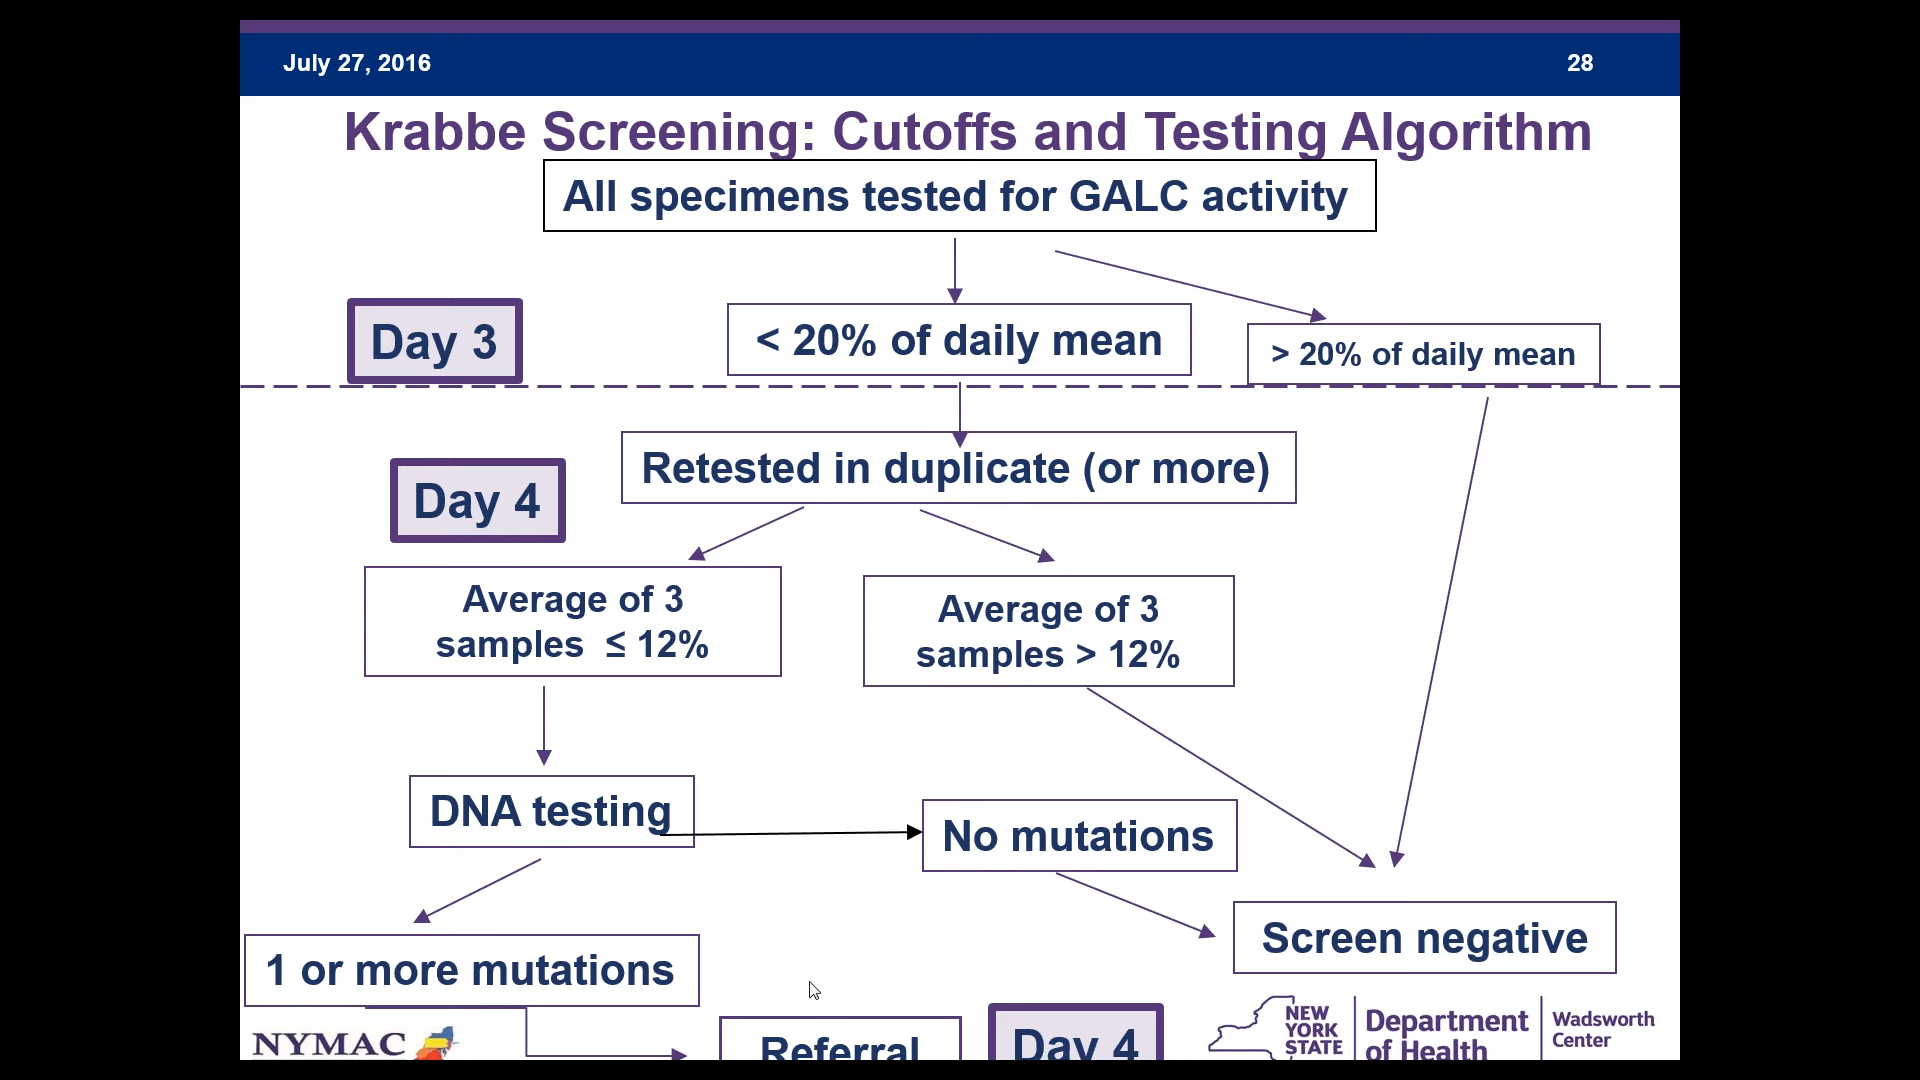 July 27, 2016
28
Krabbe Screening: Cutoffs and Testing Algorithm
All specimens tested for GALC activity
Day 3
< 20% of daily mean
> 20% of daily mean
Retested in duplicate (or more)
Day 4
Average of 3
samples ≤ 12%
Average of 3
samples > 12%
DNA testing
No mutations
Screen negative
1 or more mutations
Referral
Day 4
NYMAC
NEW
YORK
STATE
Department
of Health
Wadsworth
Center